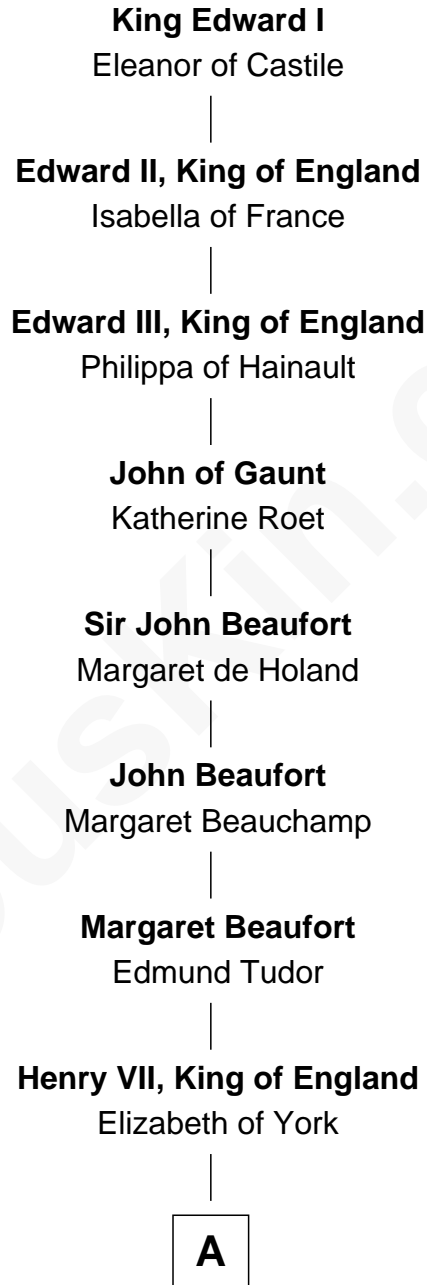 King Edward I
Eleanor of Castile
Edward II, King of England
Isabella of France
Edward III, King of England
Philippa of Hainault
John of Gaunt
Katherine Roet
Sir John Beaufort
Margaret de Holand
John Beaufort
Margaret Beauchamp
Margaret Beaufort
Edmund Tudor
Henry VII, King of England
Elizabeth of York
A